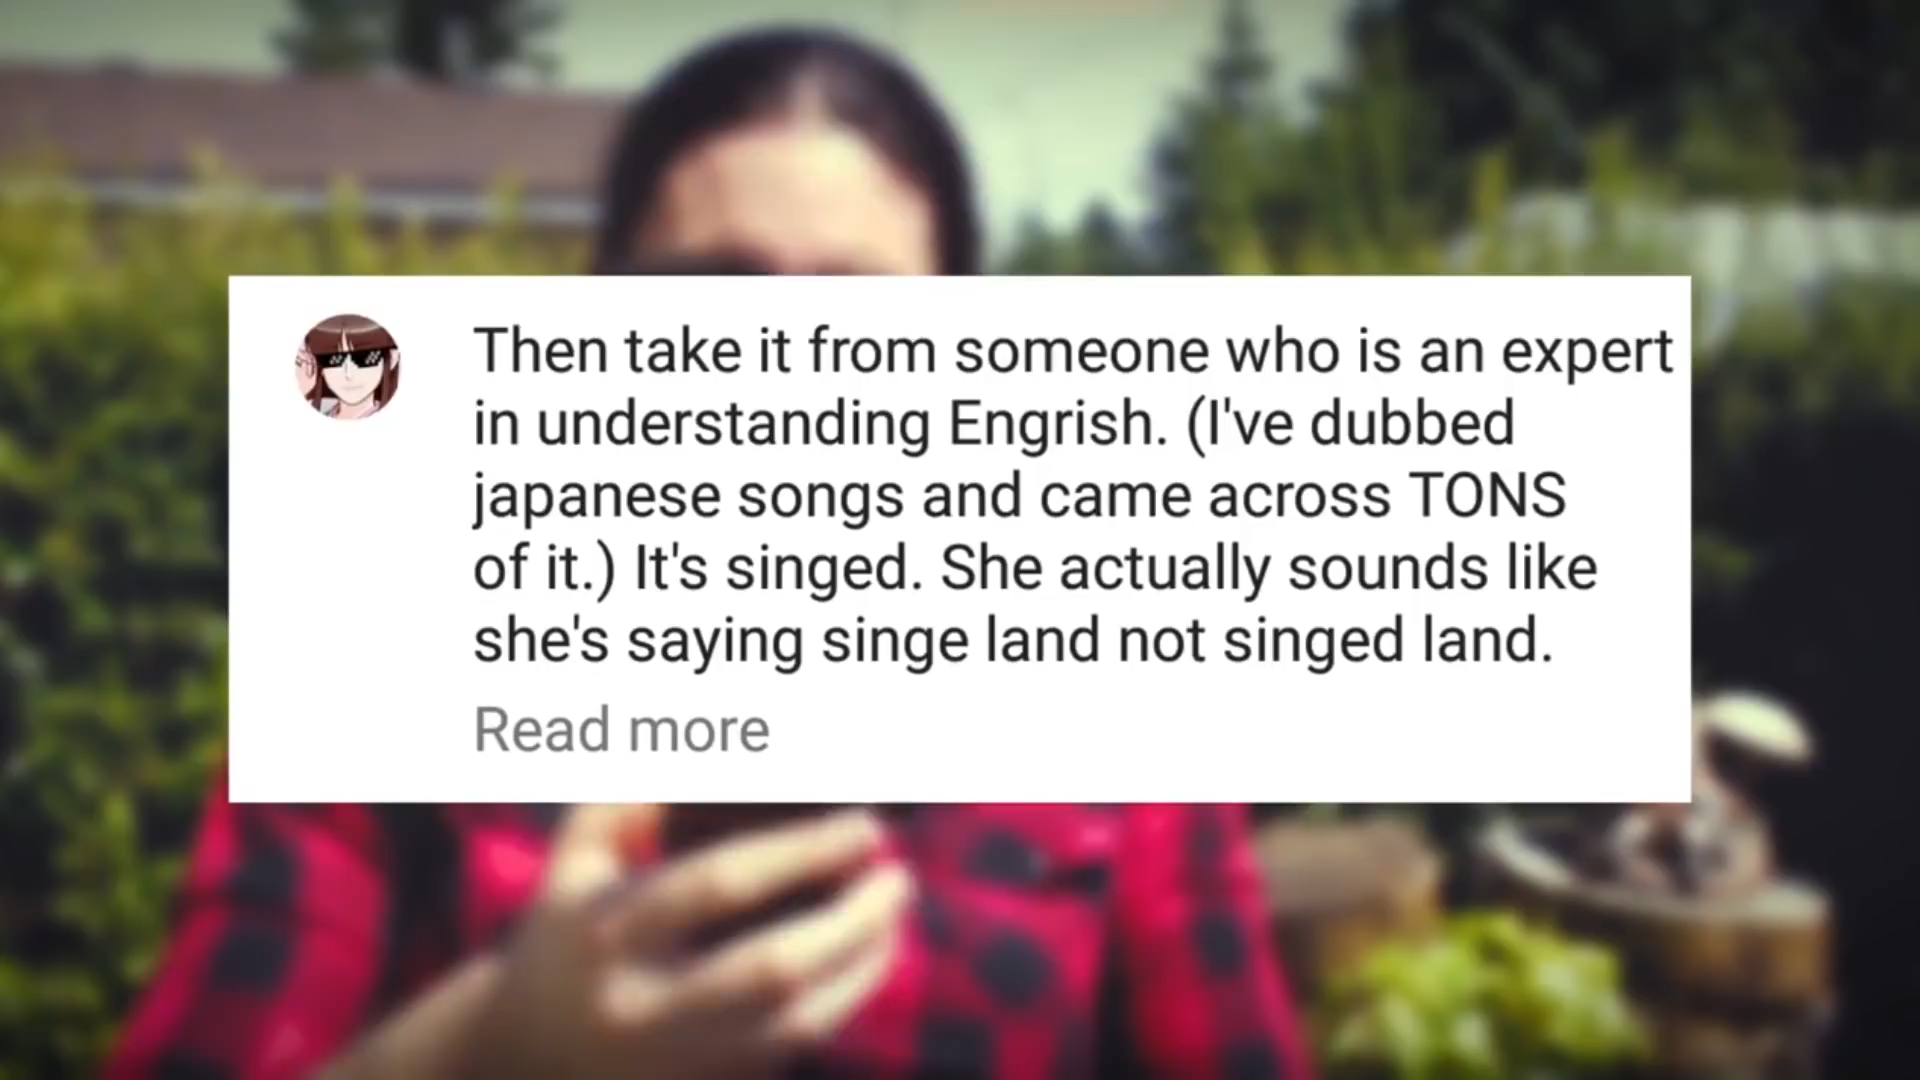 Then take it from someone who is an expert
in understanding Engrish. (I've dubbed
japanese songs and came across TONS
of it.) It's singed. She actually sounds like
she's saying singe land not singed land.
Read more